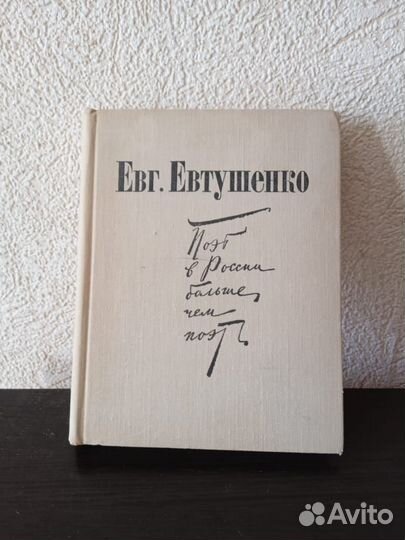 Евг. Евтушенко
Поэт
в России
больше,
чем
поэт.
Avito